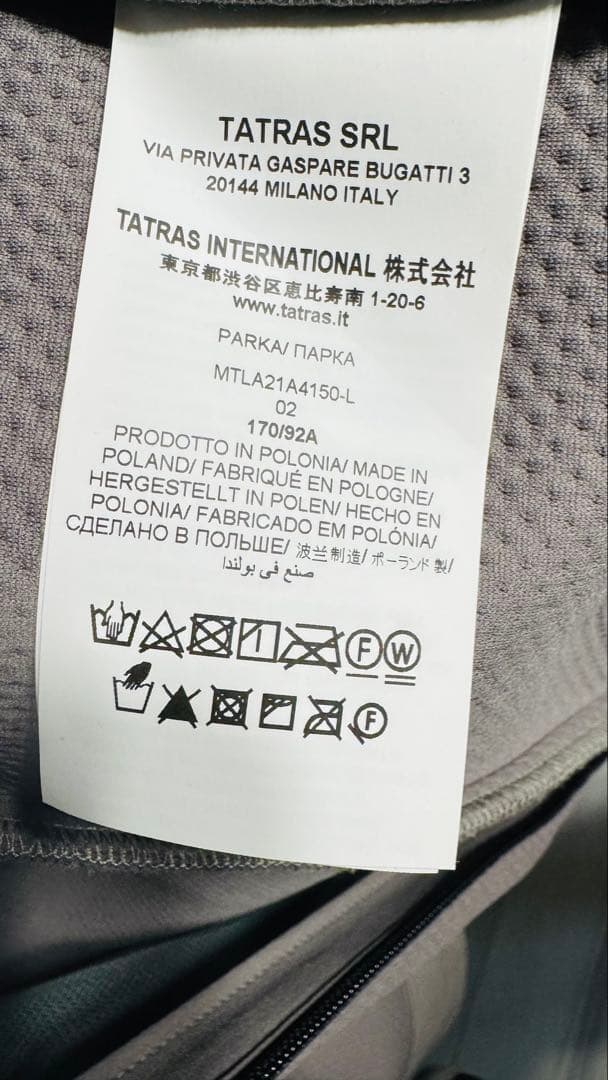 TATRAS SRL
VIA PRIVATA GASPARE BUGATTI 3
20144 MILANO ITALY
TATRAS INTERNATIONAL 株式会社
東京都渋谷区恵比寿南 1-20-6
www.tatras.it
PARKA/ ПАРКА
MTLA21A4150-L
02
170/92A
PRODOTTO IN POLONIA/ MADE IN
POLAND/ FABRIQUÉ EN POLOGNE/
HERGESTELLT IN POLEN/ HECHO EN
POLONIA/ FABRICADO EM POLÓNIA/
СДЕЛАНО В ПОЛЬШЕ/ 波兰制造/ ポーランド 製/
صنع في بولندا
F W
F